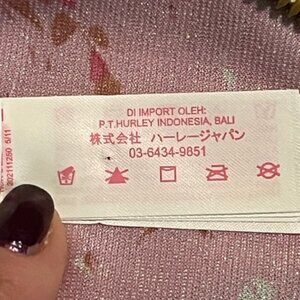 DI IMPORT OLEH:
P.T.HURLEY INDONESIA, BALI
株式会社 ハーレージャパン
03-6434-9851